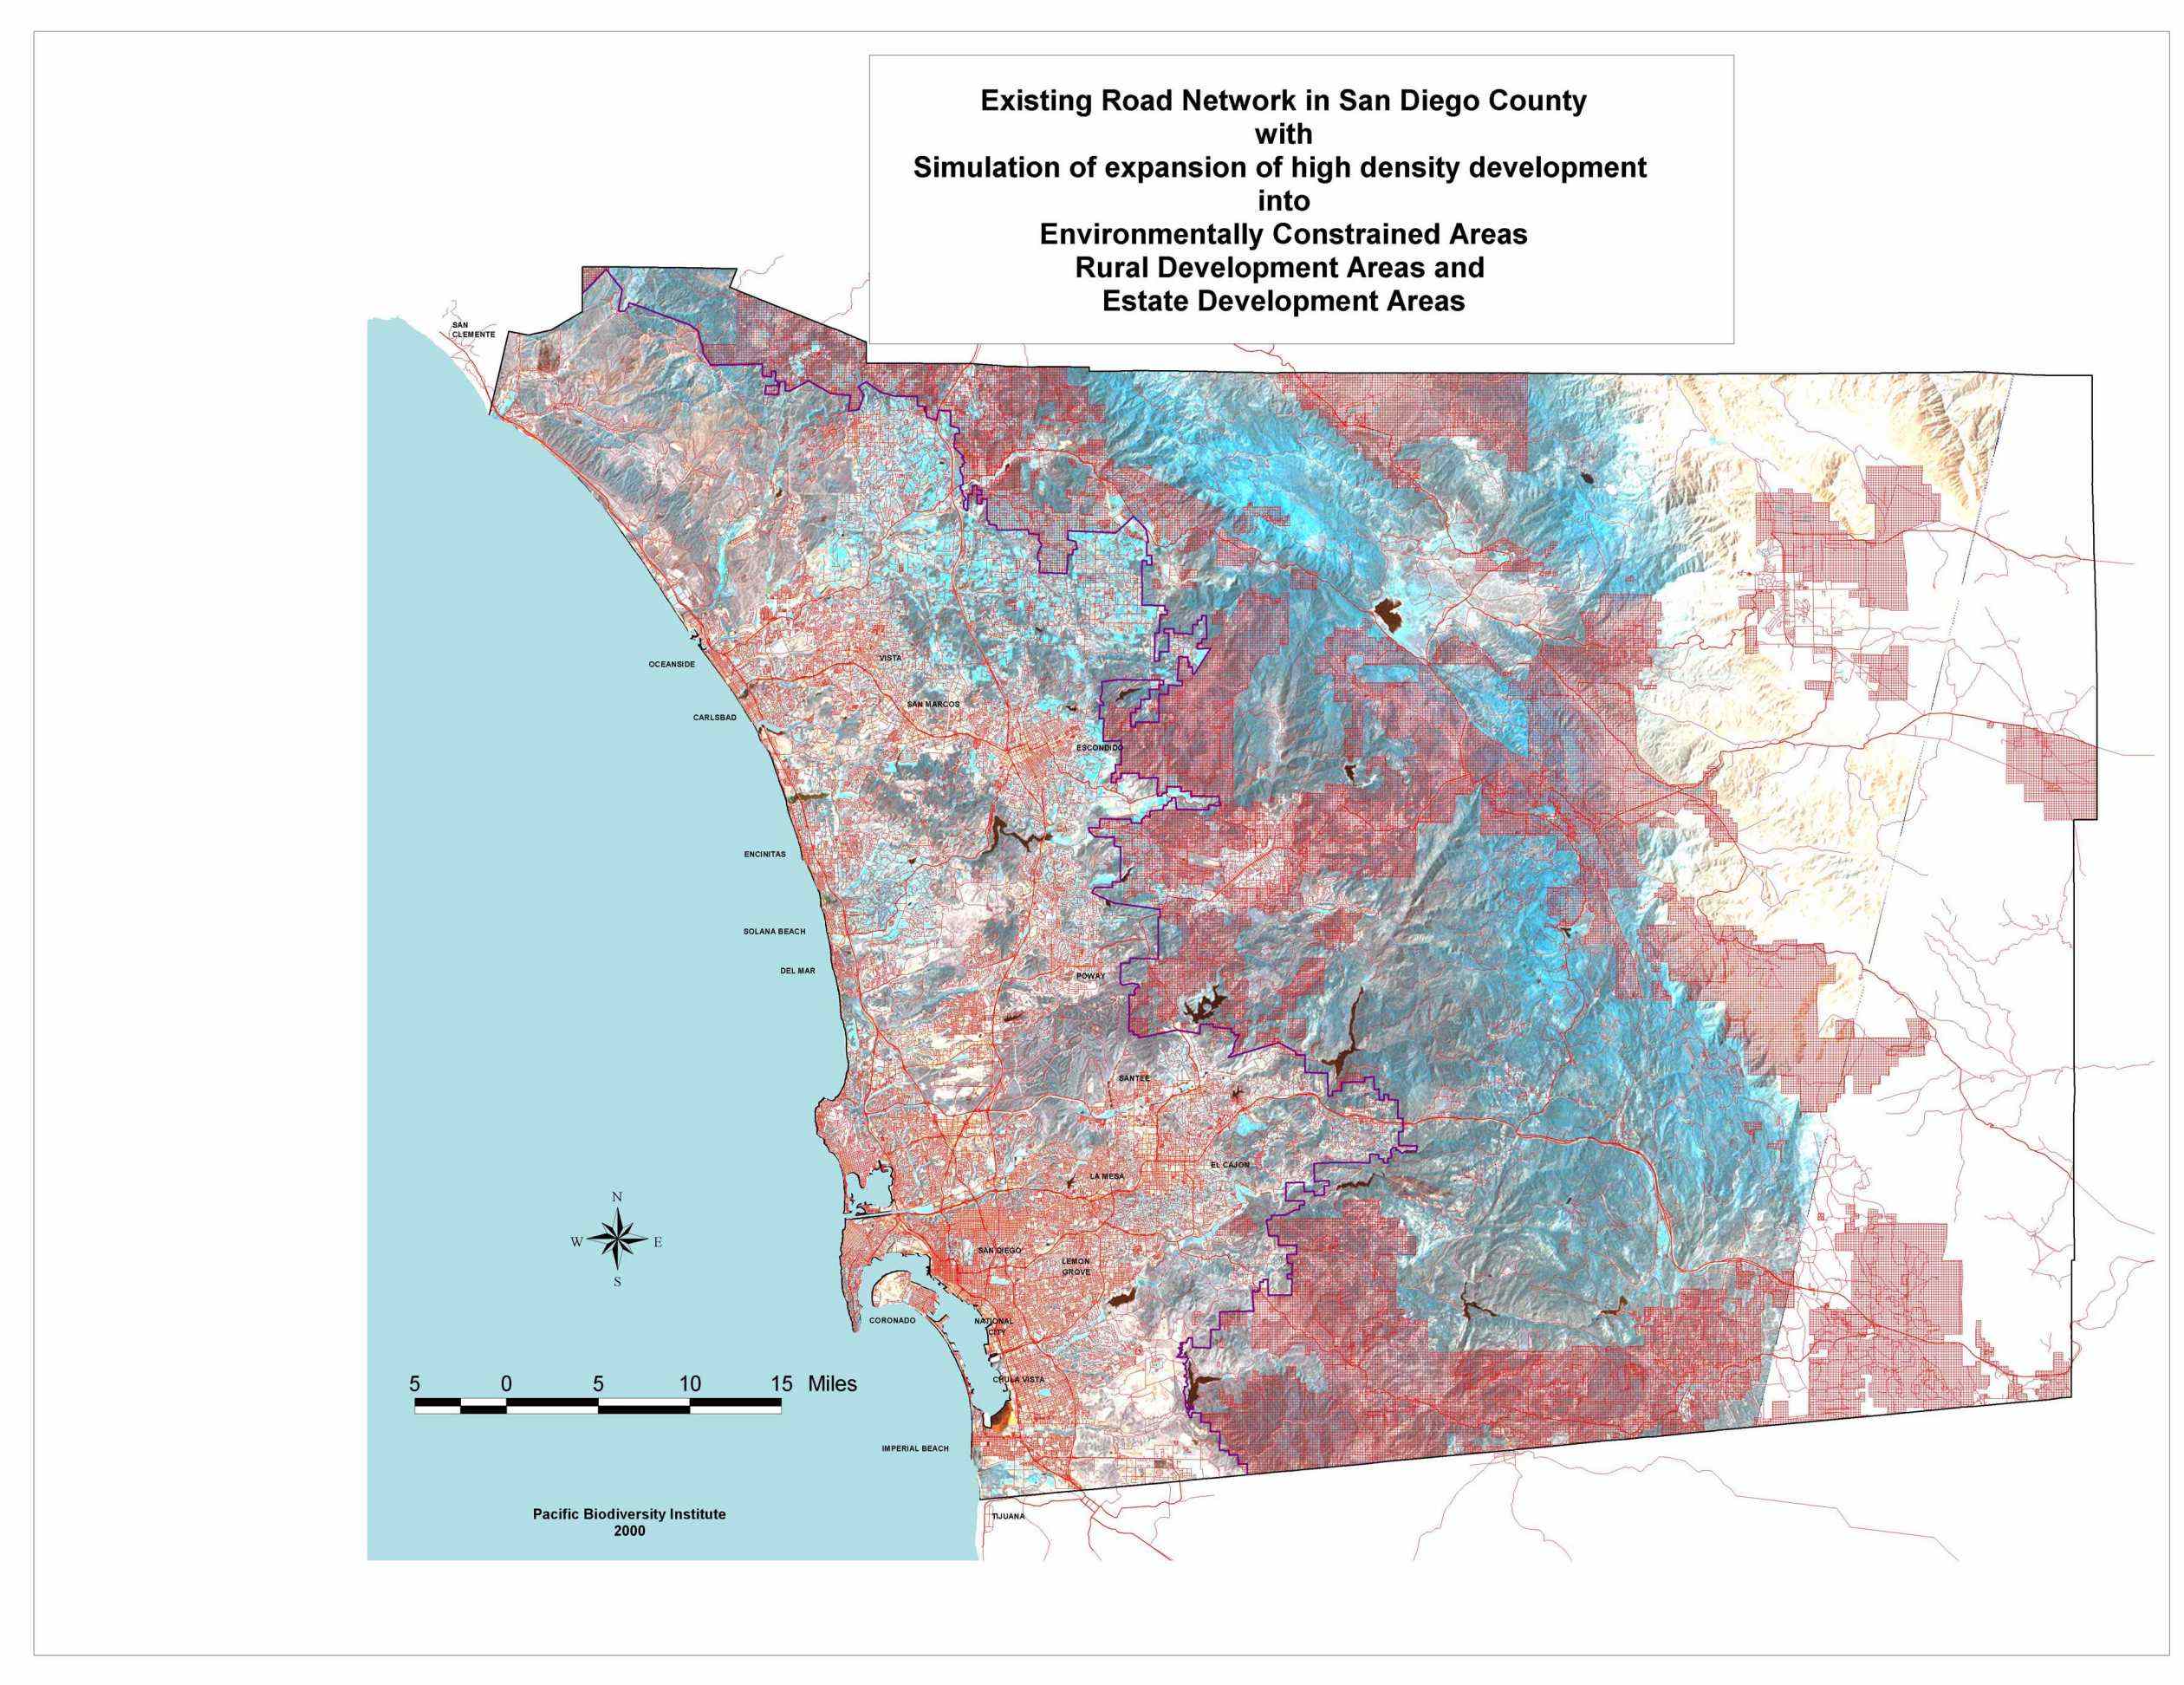 Existing Road Network in San Diego County
with
Simulation of expansion of high density development
into
Environmentally Constrained Areas
Rural Development Areas and
Estate Development Areas
SAN
CLEMENTE
OCEANSIDE
VISTA
SAN MARCOS
CARLSBAD
ESCONDIDO
ENCINITAS
SOLANA BEACH
DEL MAR
POWAY
SANTEE
EL CAJON
LA MESA
N
W
E
S
SAN DIEGO
LEMON
GROVE
CORONADO
NATIONAL
CITY
CHULA VISTA
5 0 5 10 15 Miles
IMPERIAL BEACH
Pacific Biodiversity Institute
2000
TIJUANA